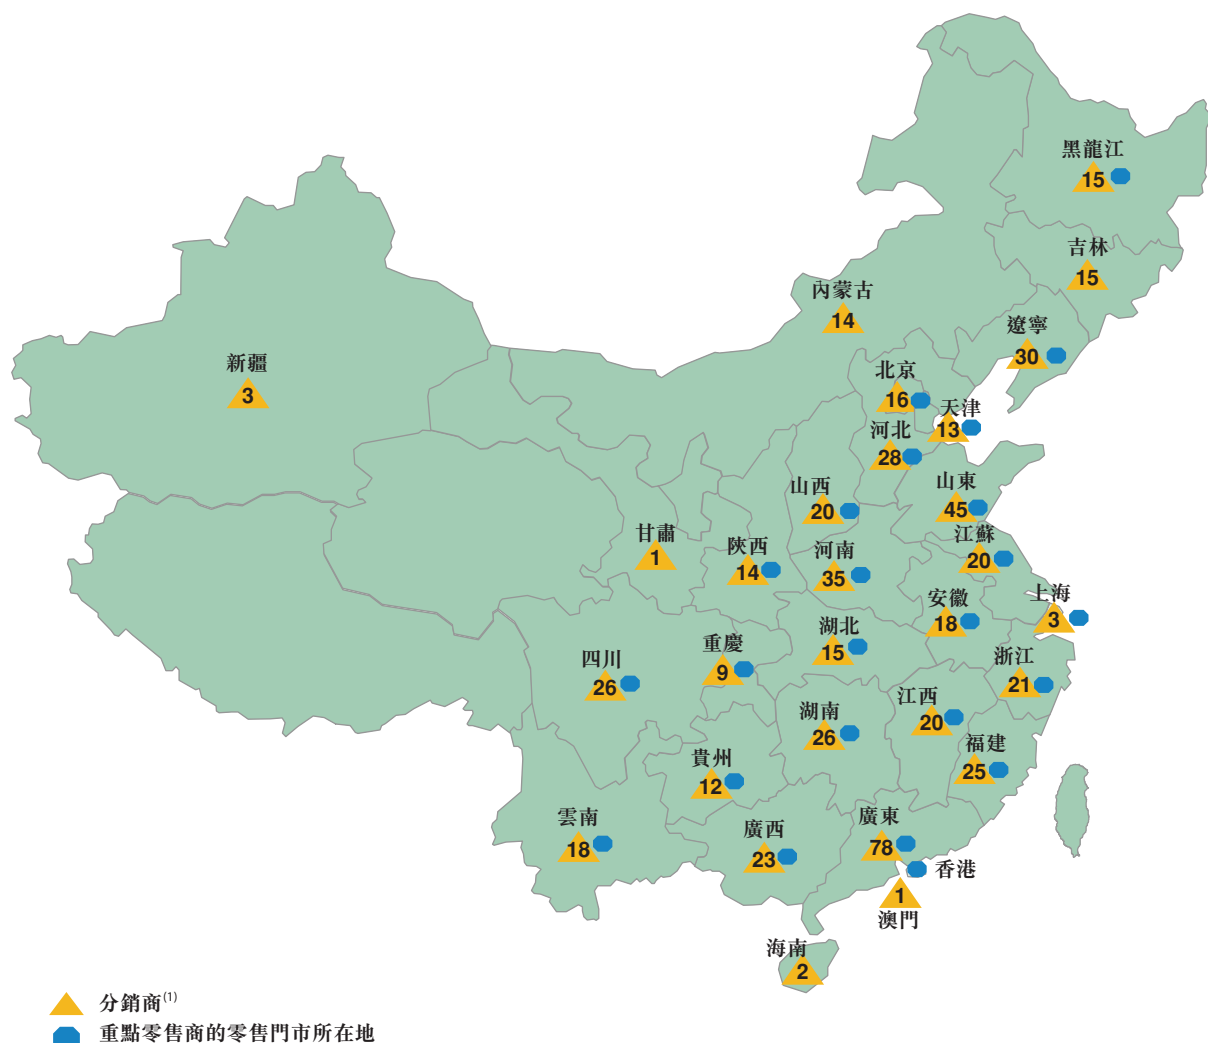 黑龍江
15
吉林
15
內蒙古
14
遼寧
30
新疆
3
北京
16
天津
13
河北
28
山西
20
山東
45
甘肅
1
陝西
14
河南
35
江蘇
20
安徽
18
上海
3
湖北
15
重慶
9
四川
26
浙江
21
江西
20
湖南
26
福建
25
貴州
12
雲南
18
廣西
23
廣東
78
香港
1
澳門
海南
2
分銷商(1)
重點零售商的零售門市所在地